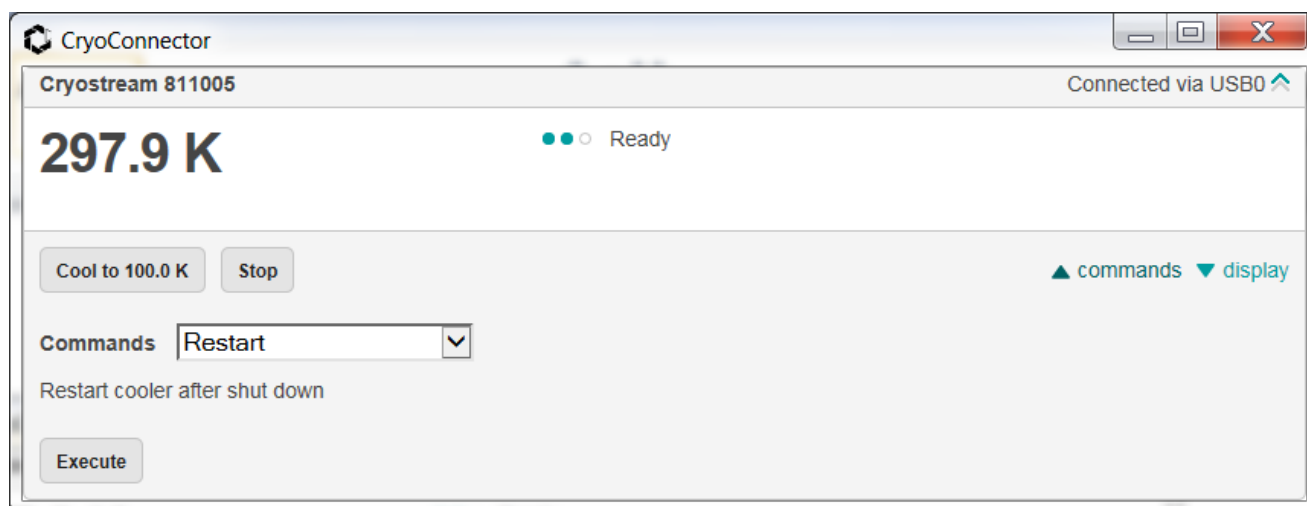 CryoConnector
Cryostream 811005 Connected via USB0
297.9 K Ready
Cool to 100.0 K Stop commands display
Commands Restart
Restart cooler after shut down
Execute